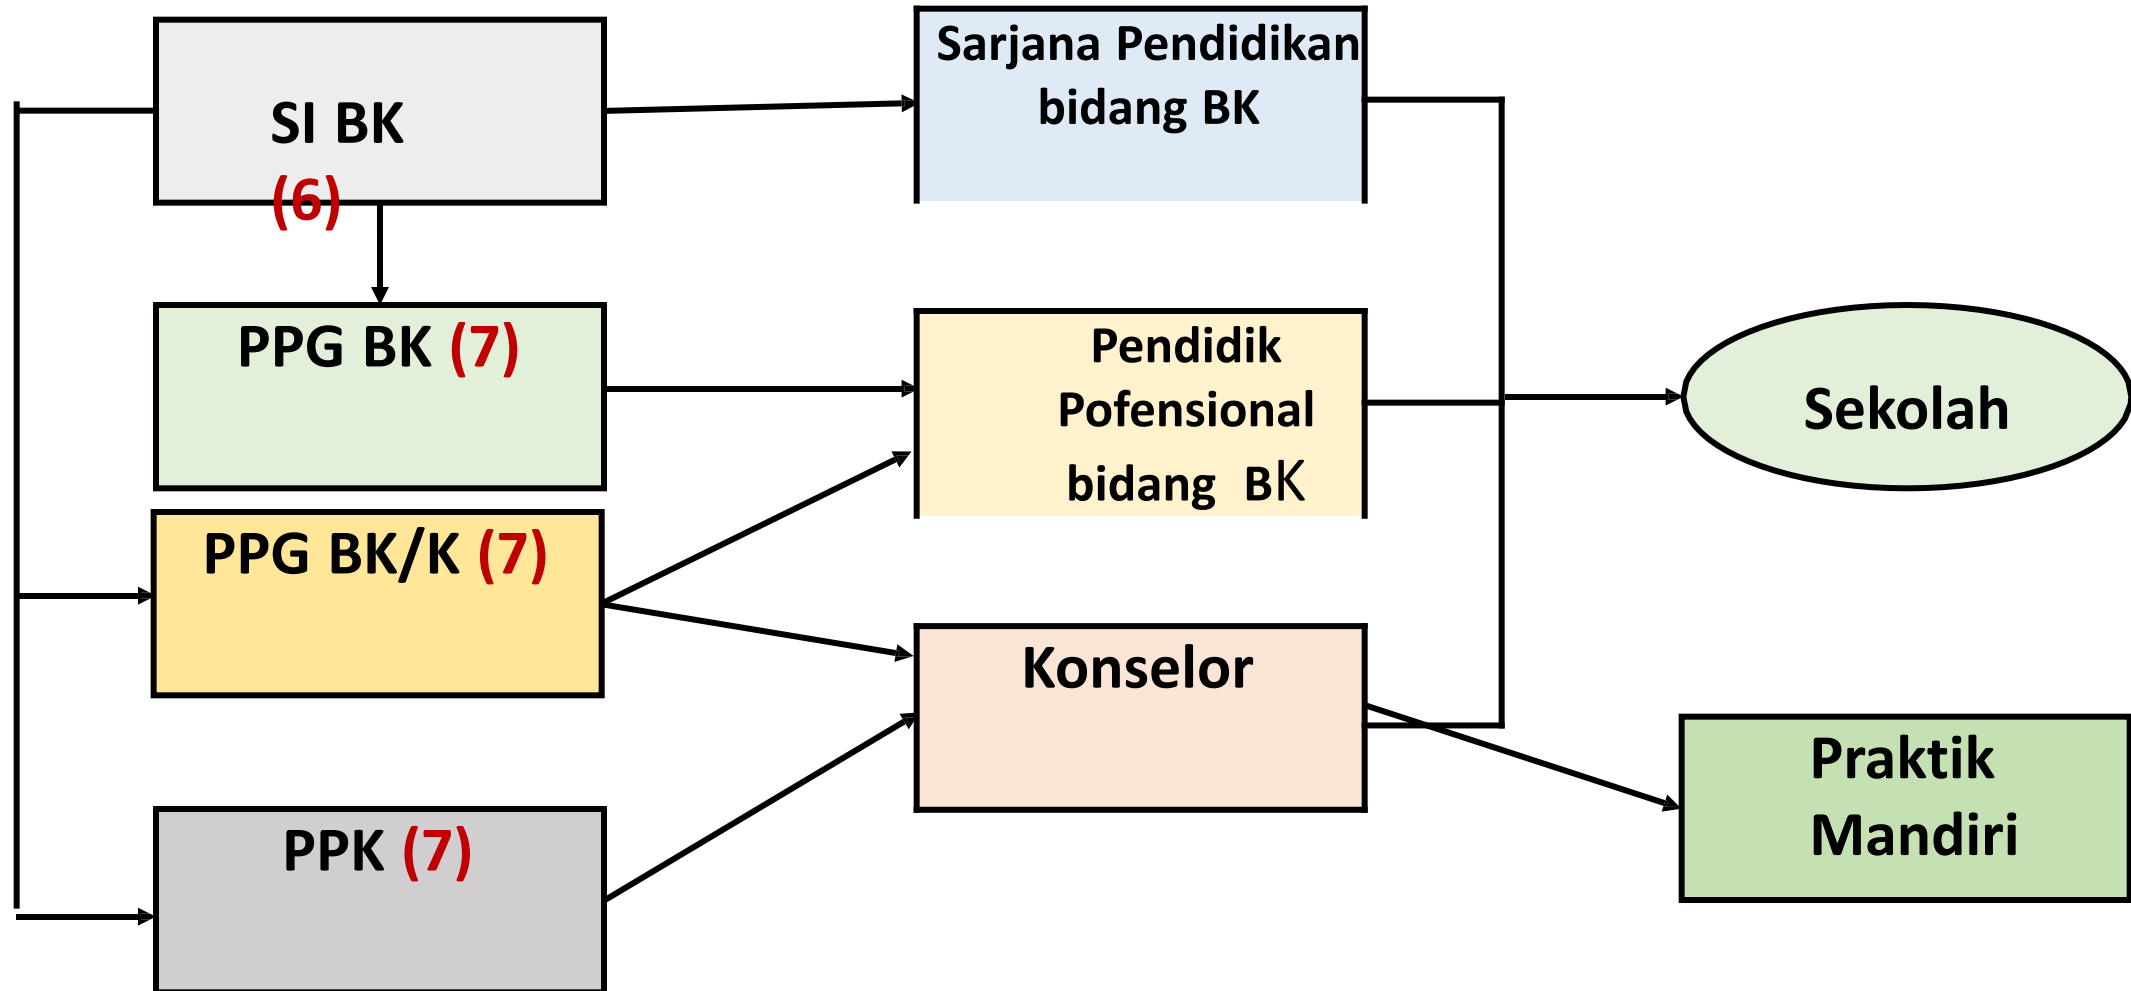 SI BK
(6)
Sarjana Pendidikan
bidang BK
PPG BK (7)
Pendidik
Pofensional
bidang BK
PPG BK/K (7)
Konselor
PPK (7)
Sekolah
Praktik
Mandiri